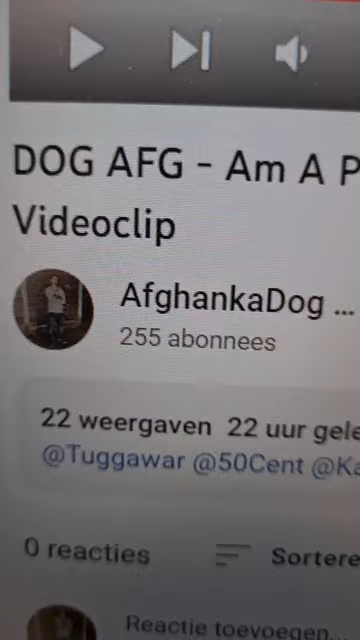 DOG AFG - Am A P
Videoclip
AfghankaDog ...
255 abonnees
22 weergaven 22 uur gele
@Tuggawar @50Cent @Ka
0 reacties
Sortere
Reactie toevoegen...